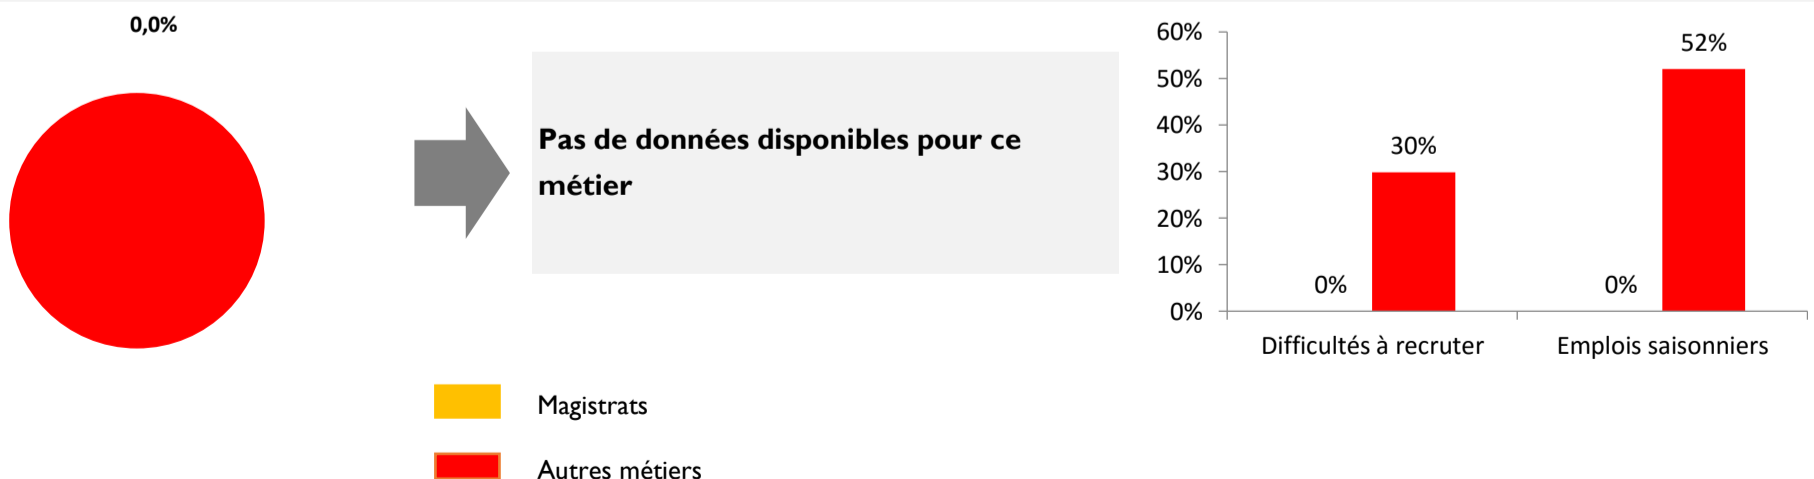 0,0%
Pas de données disponibles pour ce
métier
Magistrats
Autres métiers
60%
50%
40%
30%
20%
10%
0%
0%
30%
0%
52%
Difficultés à recruter
Emplois saisonniers